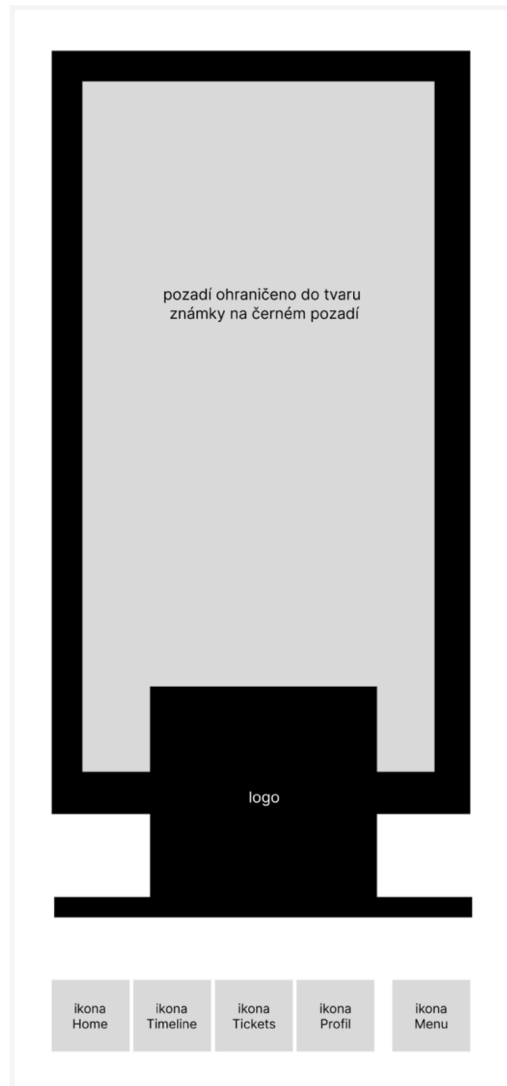 pozadí ohraničeno do tvaru
známky na černém pozadí
logo
ikona
Home
ikona
Timeline
ikona
Tickets
ikona
Profil
ikona
Menu